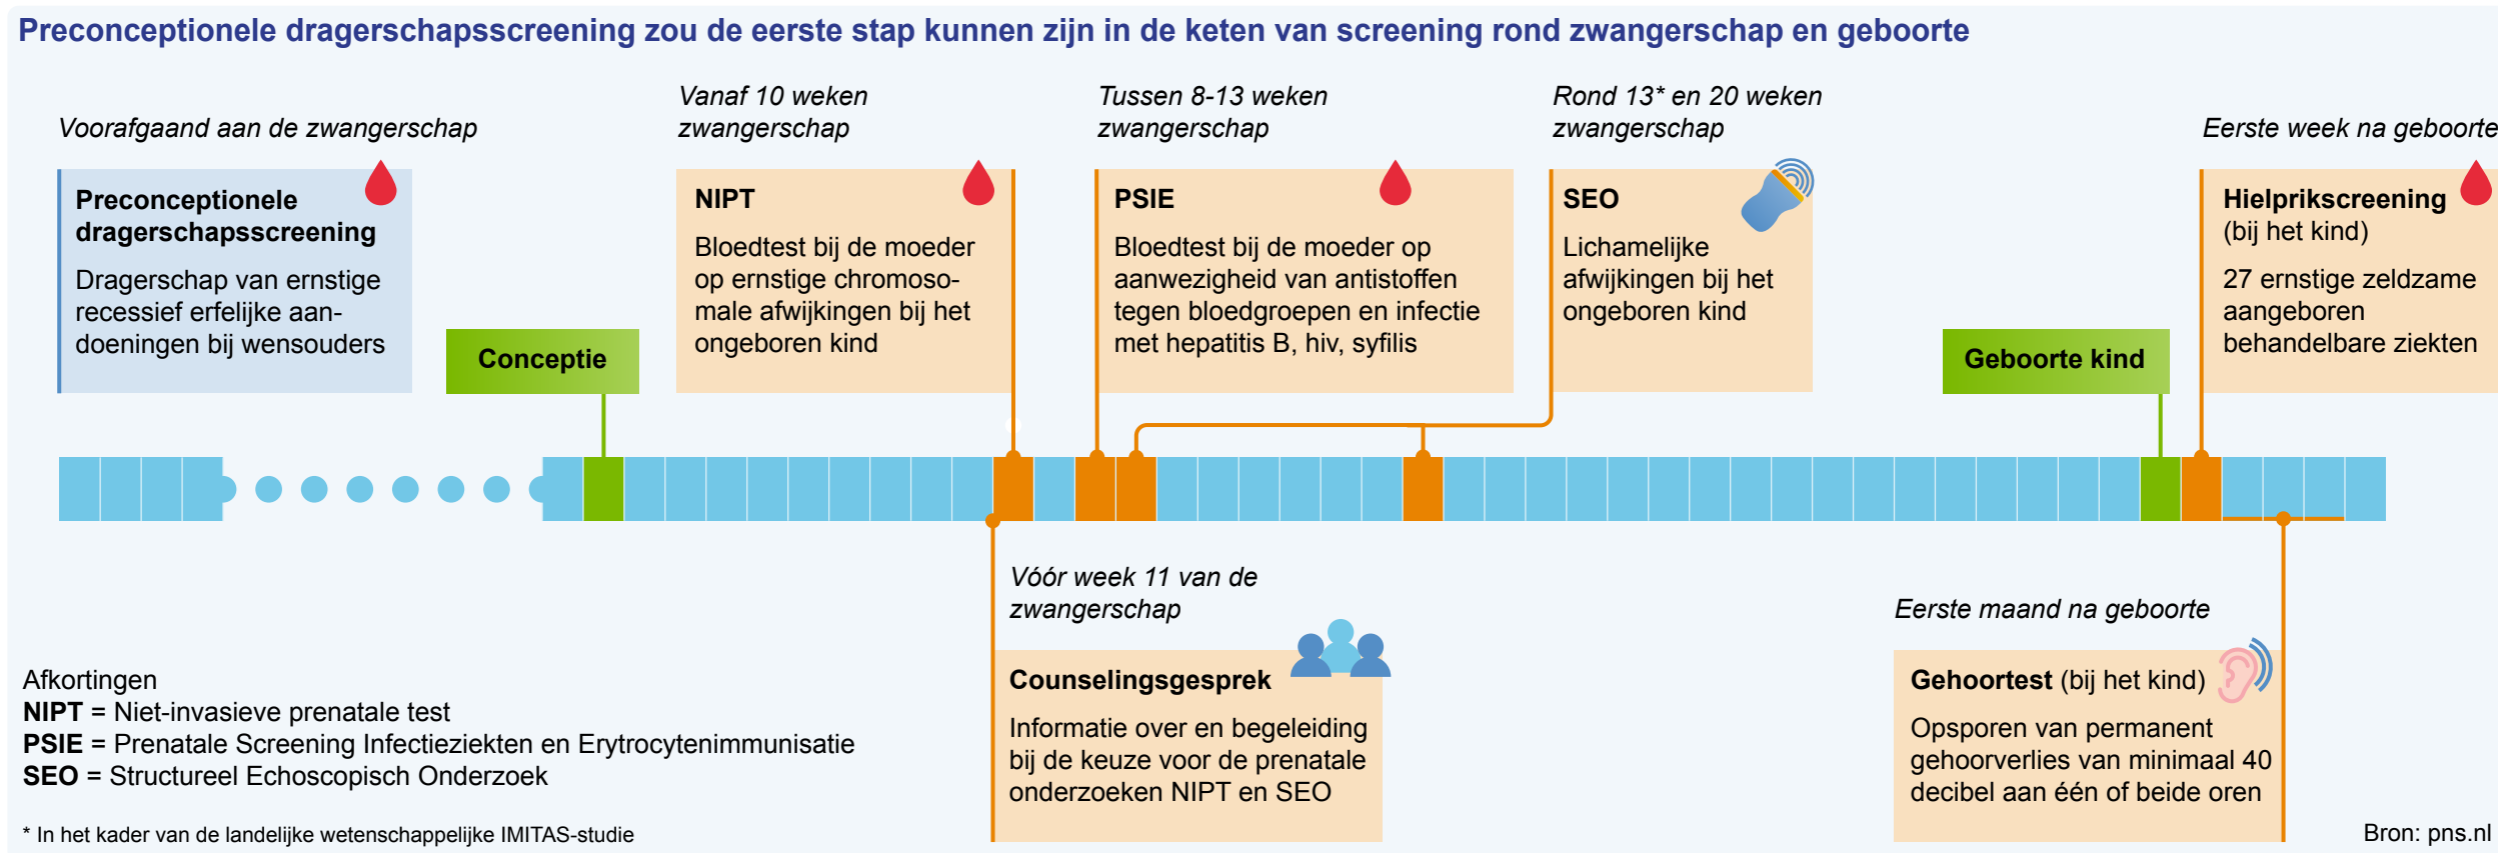 Preconceptionele dragerschapsscreening zou de eerste stap kunnen zijn in de keten van screening rond zwangerschap en geboorte
Voorafgaand aan de zwangerschap
Preconceptionele
dragerschapsscreening
Dragerschap van ernstige
recessief erfelijke aan-
doeningen bij wensouders
Conceptie
Vanaf 10 weken
zwangerschap
NIPT
Bloedtest bij de moeder
op ernstige chromoso-
male afwijkingen bij het
ongeboren kind
Tussen 8-13 weken
zwangerschap
PSIE
Bloedtest bij de moeder op
aanwezigheid van antistoffen
tegen bloedgroepen en infectie
met hepatitis B, hiv, syfilis
Rond 13* en 20 weken
zwangerschap
SEO
Lichamelijke
afwijkingen bij het
ongeboren kind
Geboorte kind
Eerste week na geboorte
Hielprikscreening
(bij het kind)
27 ernstige zeldzame
aangeboren
behandelbare ziekten
Vóór week 11 van de
zwangerschap
Counselingsgesprek
Informatie over en begeleiding
bij de keuze voor de prenatale
onderzoeken NIPT en SEO
Eerste maand na geboorte
Gehoortest (bij het kind)
Opsporen van permanent
gehoorverlies van minimaal 40
decibel aan één of beide oren
Afkortingen
NIPT = Niet-invasieve prenatale test
PSIE = Prenatale Screening Infectieziekten en Erytrocytenimmunisatie
SEO = Structureel Echoscopisch Onderzoek
* In het kader van de landelijke wetenschappelijke IMITAS-studie
Bron: pns.nl